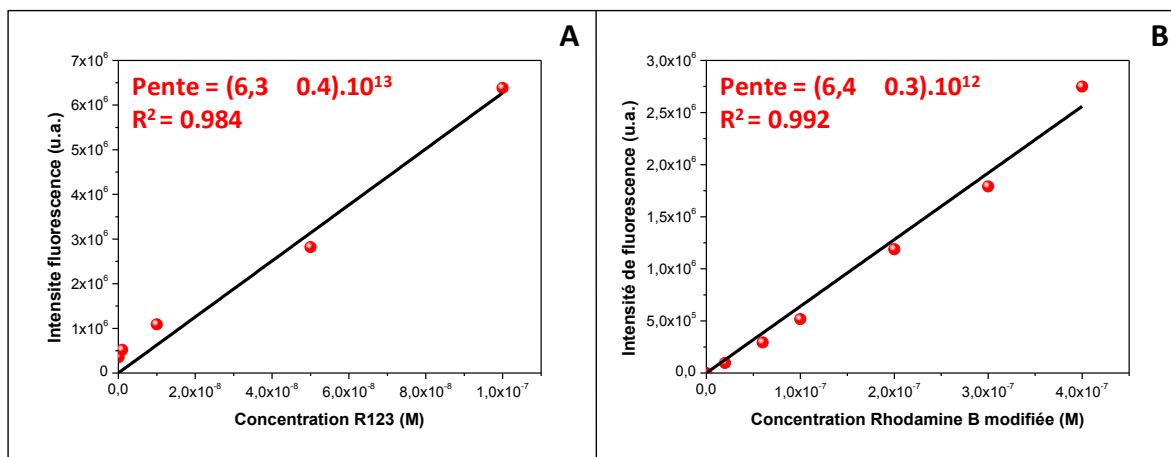 A
Pente = (6,3 0.4).10¹³
R² = 0.984
Intensite fluorescence (u.a.)
7x10⁶
6x10⁶
5x10⁶
4x10⁶
3x10⁶
2x10⁶
1x10⁶
0
0,0 2,0x10⁻⁸ 4,0x10⁻⁸ 6,0x10⁻⁸ 8,0x10⁻⁸ 1,0x10⁻⁷
Concentration R123 (M)
B
Pente = (6,4 0.3).10¹²
R² = 0.992
Intensité de fluorescence (u.a.)
3,0x10⁶
2,5x10⁶
2,0x10⁶
1,5x10⁶
1,0x10⁶
5,0x10⁵
0,0
0,0 1,0x10⁻⁷ 2,0x10⁻⁷ 3,0x10⁻⁷ 4,0x10⁻⁷
Concentration Rhodamine B modifiée (M)